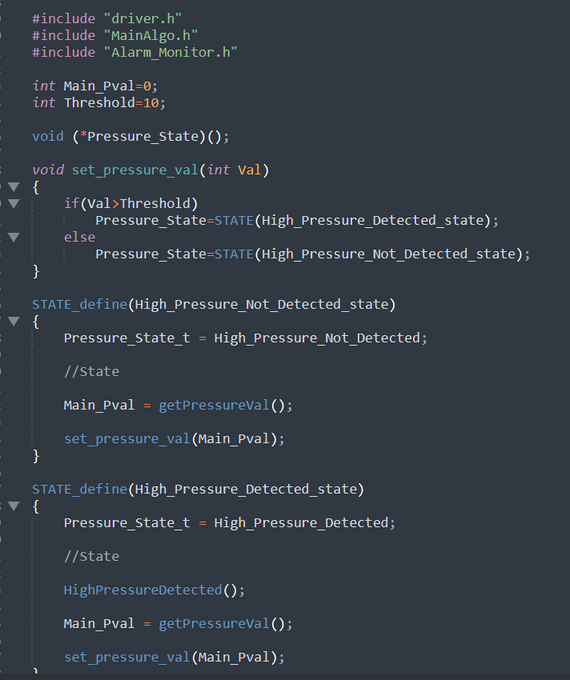 #include "driver.h"
#include "MainAlgo.h"
#include "Alarm_Monitor.h"
int Main_Pval=0;
int Threshold=10;
void (*Pressure_State)();
void set_pressure_val(int Val)
{
if(Val>Threshold)
Pressure_State=STATE(High_Pressure_Detected_state);
else
Pressure_State=STATE(High_Pressure_Not_Detected_state);
}
STATE_define(High_Pressure_Not_Detected_state)
{
Pressure_State_t = High_Pressure_Not_Detected;
//State
Main_Pval = getPressureVal();
set_pressure_val(Main_Pval);
}
STATE_define(High_Pressure_Detected_state)
{
Pressure_State_t = High_Pressure_Detected;
//State
HighPressureDetected();
Main_Pval = getPressureVal();
set_pressure_val(Main_Pval);
}